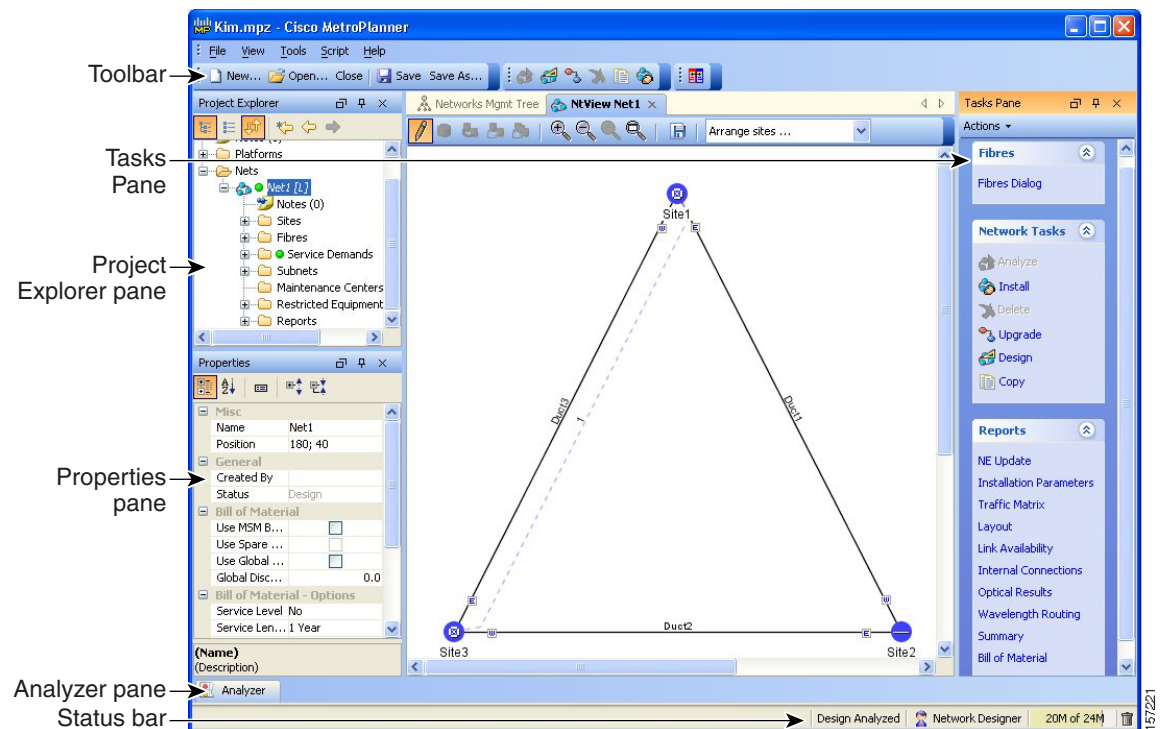 Kim.mpz - Cisco MetroPlanner
File View Tools Script Help
Toolbar
New... Open... Close Save Save As...
Project Explorer
Networks Mgmt Tree NtView Net1
Tasks Pane
Actions
Arrange sites ...
Tasks
Pane
Project
Explorer pane
Platforms
Nets
Net1 [L]
Notes (0)
Sites
Fibres
Service Demands
Subnets
Maintenance Centers
Restricted Equipment
Reports
Properties
pane
Properties
Misc
Name Net1
Position 180; 40
General
Created By
Status Design
Bill of Material
Use MSM B...
Use Spare ...
Use Global ...
Global Disc... 0.0
Bill of Material - Options
Service Level No
Service Len... 1 Year
(Name)
(Description)
Site1
W E
Duct3
1
Duct1
E W
W Duct2 E
Site3 Site2
Fibres
Fibres Dialog
Network Tasks
Analyze
Install
Delete
Upgrade
Design
Copy
Reports
NE Update
Installation Parameters
Traffic Matrix
Layout
Link Availability
Internal Connections
Optical Results
Wavelength Routing
Summary
Bill of Material
Analyzer pane
Analyzer
Status bar
Design Analyzed Network Designer 20M of 24M
157221